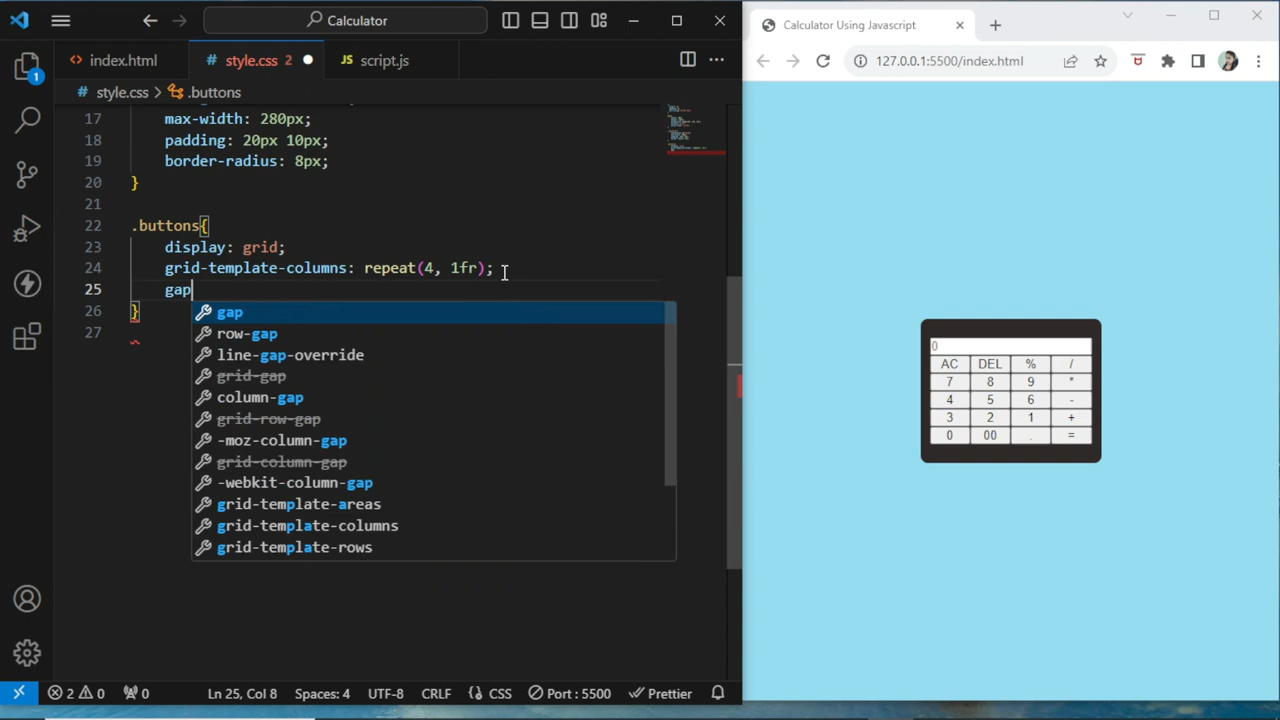 Calculator
index.html
style.css 2
script.js
style.css > .buttons
17 max-width: 280px;
18 padding: 20px 10px;
19 border-radius: 8px;
20 }
21
22 .buttons{
23 display: grid;
24 grid-template-columns: repeat(4, 1fr);
25 gap
26 }
27
gap
row-gap
line-gap-override
grid-gap
column-gap
grid-row-gap
-moz-column-gap
grid-column-gap
-webkit-column-gap
grid-template-areas
grid-template-columns
grid-template-rows
1
2 0 0 Ln 25, Col 8 Spaces: 4 UTF-8 CRLF CSS Port : 5500 Prettier
Calculator Using Javascript
127.0.0.1:5500/index.html
0
AC DEL % /
7 8 9 *
4 5 6 -
3 2 1 +
0 00 . =